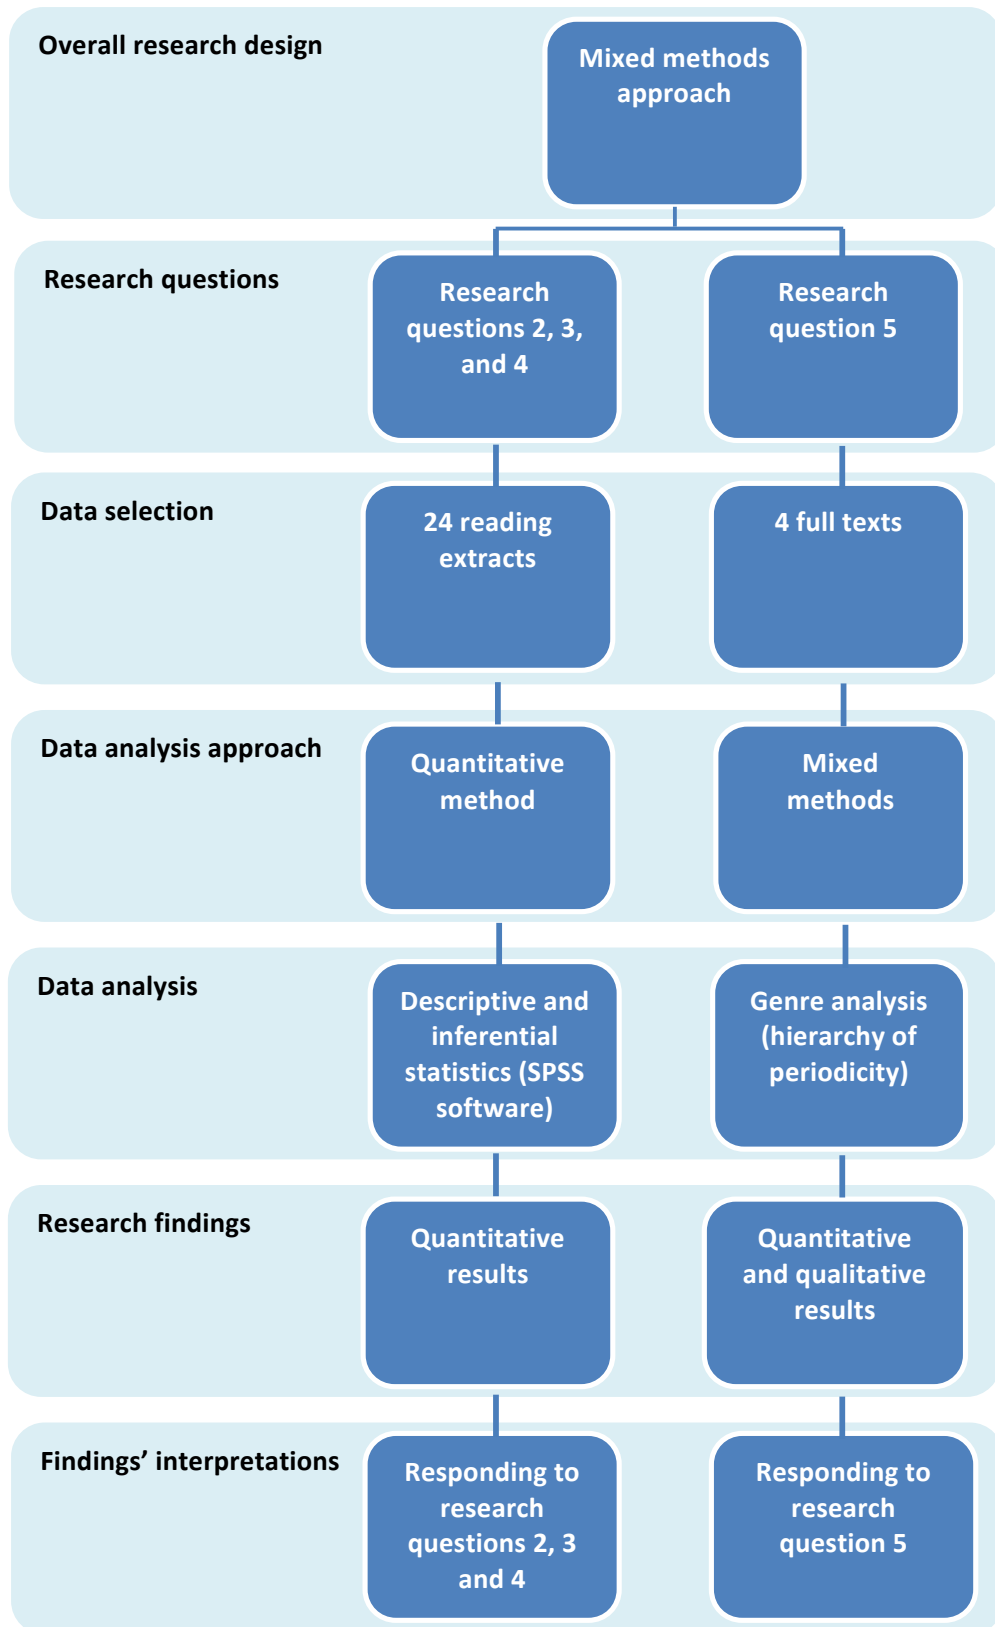 Overall research design
Mixed methods
approach
Research questions
Research
questions 2, 3,
and 4
Research
question 5
Data selection
24 reading
extracts
4 full texts
Data analysis approach
Quantitative
method
Mixed
methods
Data analysis
Descriptive and
inferential
statistics (SPSS
software)
Genre analysis
(hierarchy of
periodicity)
Research findings
Quantitative
results
Quantitative
and qualitative
results
Findings’ interpretations
Responding to
research
questions 2, 3
and 4
Responding to
research
question 5